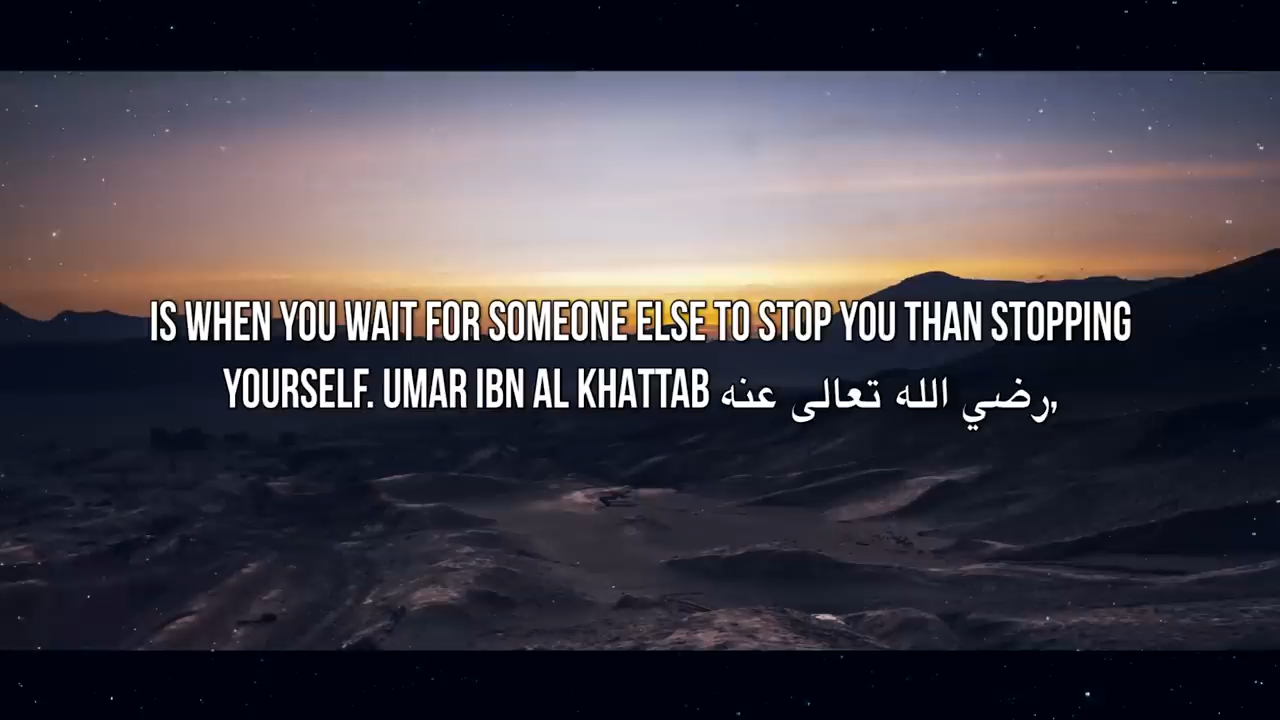 IS WHEN YOU WAIT FOR SOMEONE ELSE TO STOP YOU THAN STOPPING
YOURSELF. UMAR IBN AL KHATTAB رضي الله تعالى عنه,